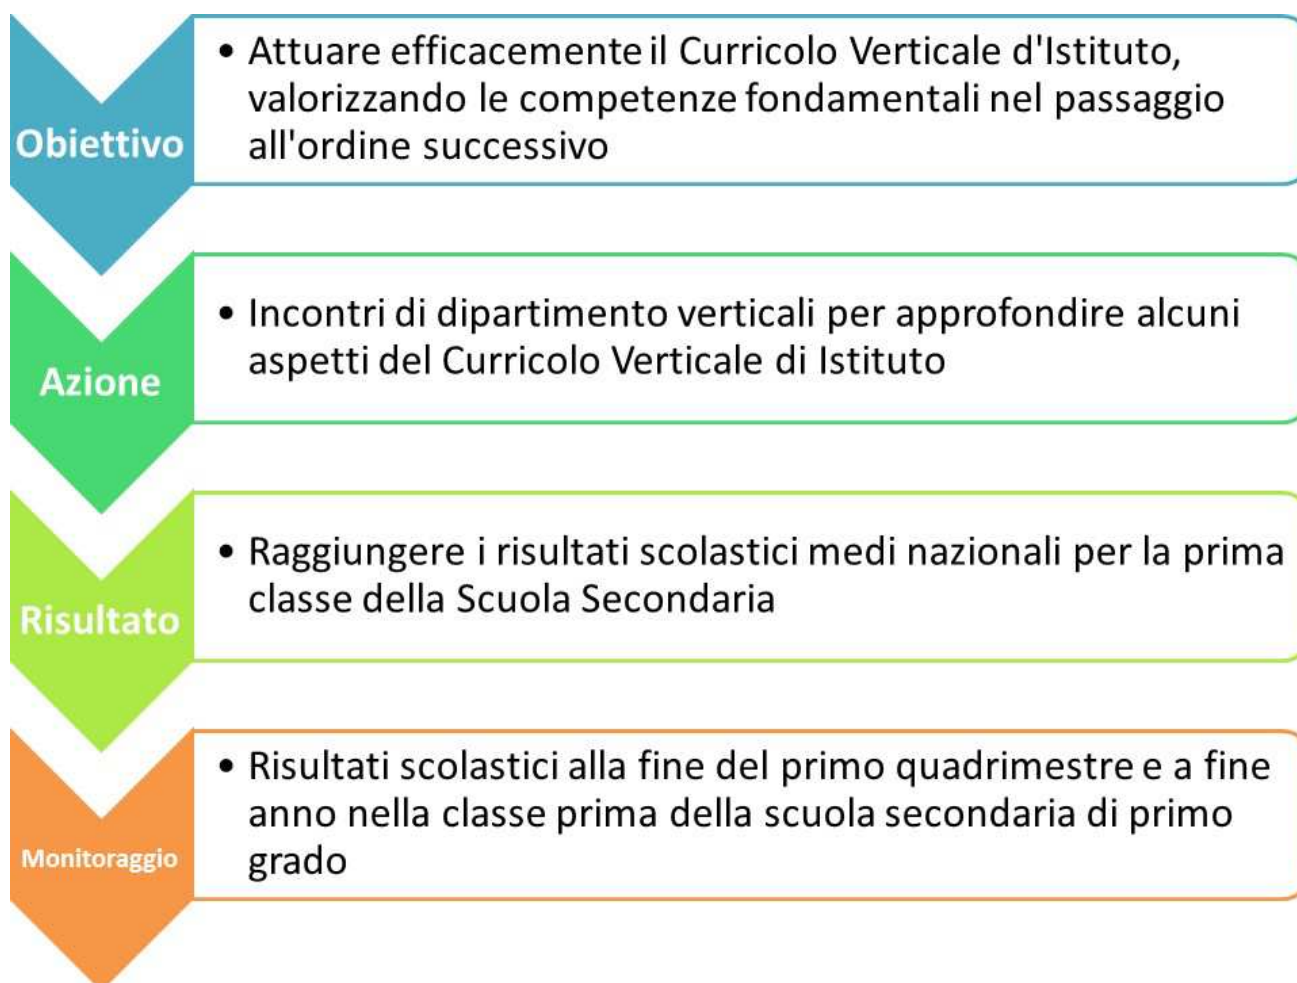 Obiettivo
• Attuare efficacemente il Curricolo Verticale d'Istituto,
valorizzando le competenze fondamentali nel passaggio
all'ordine successivo
Azione
• Incontri di dipartimento verticali per approfondire alcuni
aspetti del Curricolo Verticale di Istituto
Risultato
• Raggiungere i risultati scolastici medi nazionali per la prima
classe della Scuola Secondaria
Monitoraggio
• Risultati scolastici alla fine del primo quadrimestre e a fine
anno nella classe prima della scuola secondaria di primo
grado